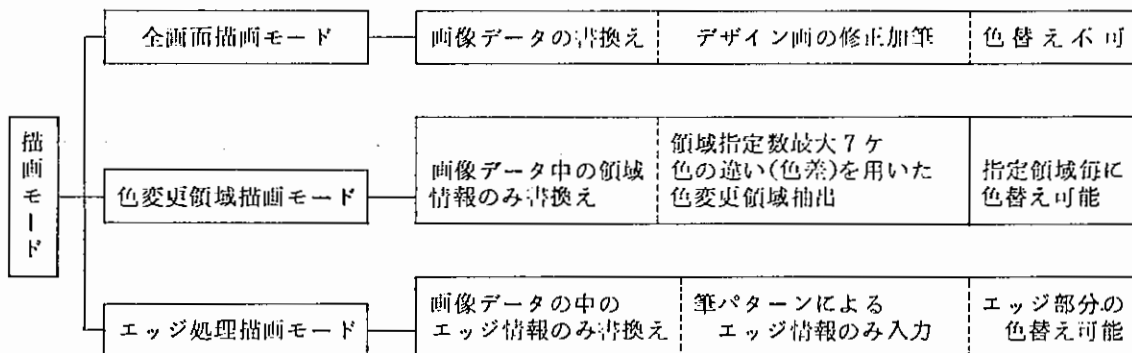 描画モード
全画面描画モード
画像データの書換え
デザイン画の修正加筆
色替え不可
色変更領域描画モード
画像データ中の領域
情報のみ書換え
領域指定数最大7ケ
色の違い(色差)を用いた
色変更領域抽出
指定領域毎に
色替え可能
エッジ処理描画モード
画像データの中の
エッジ情報のみ書換え
筆パターンによる
エッジ情報のみ入力
エッジ部分の
色替え可能